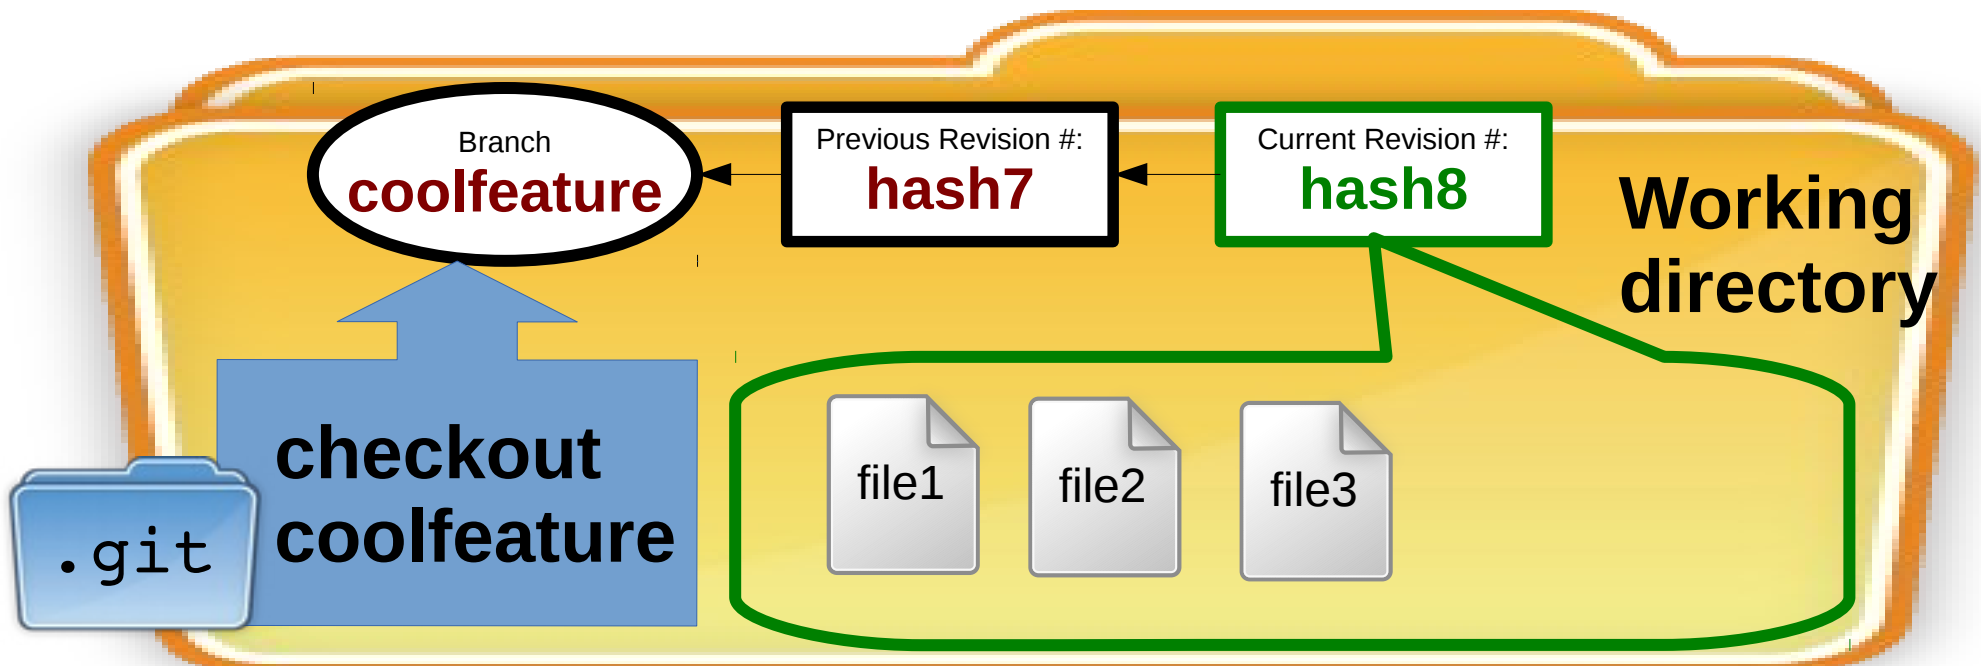 Branch
coolfeature
Previous Revision #:
hash7
Current Revision #:
hash8
Working
directory
checkout
coolfeature
.git
file1
file2
file3